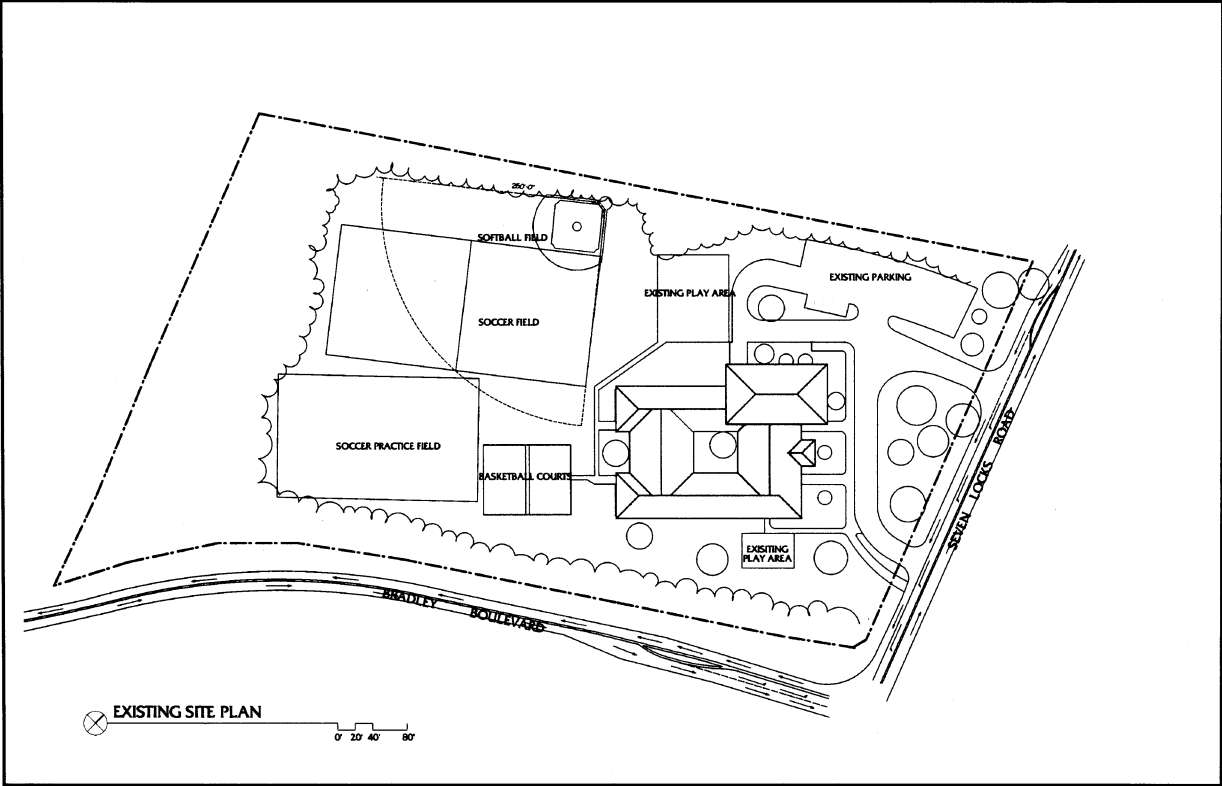 250'-0"
SOFTBALL FIELD
EXISTING PARKING
EXISTING PLAY AREA
SOCCER FIELD
SOCCER PRACTICE FIELD
BASKETBALL COURTS
SEVEN LOCKS ROAD
EXISITING
PLAY AREA
BRADLEY BOULEVARD
EXISTING SITE PLAN
0' 20' 40' 80'